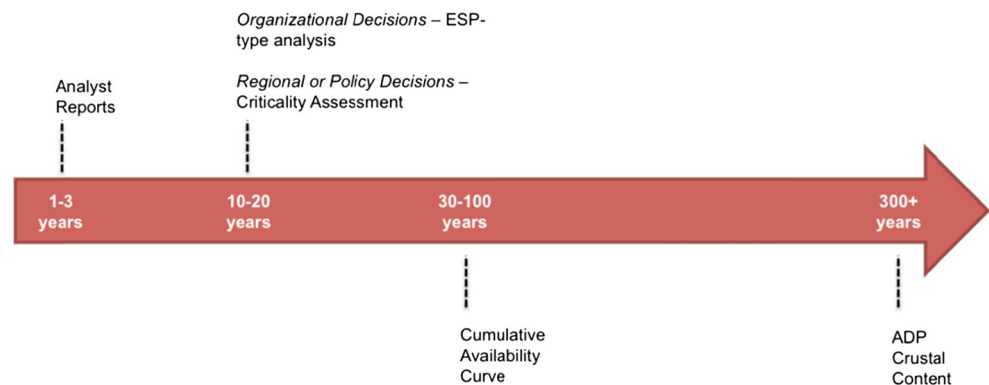 Organizational Decisions – ESP-
type analysis
Regional or Policy Decisions –
Criticality Assessment
Analyst
Reports
1-3
years
10-20
years
30-100
years
300+
years
Cumulative
Availability
Curve
ADP
Crustal
Content